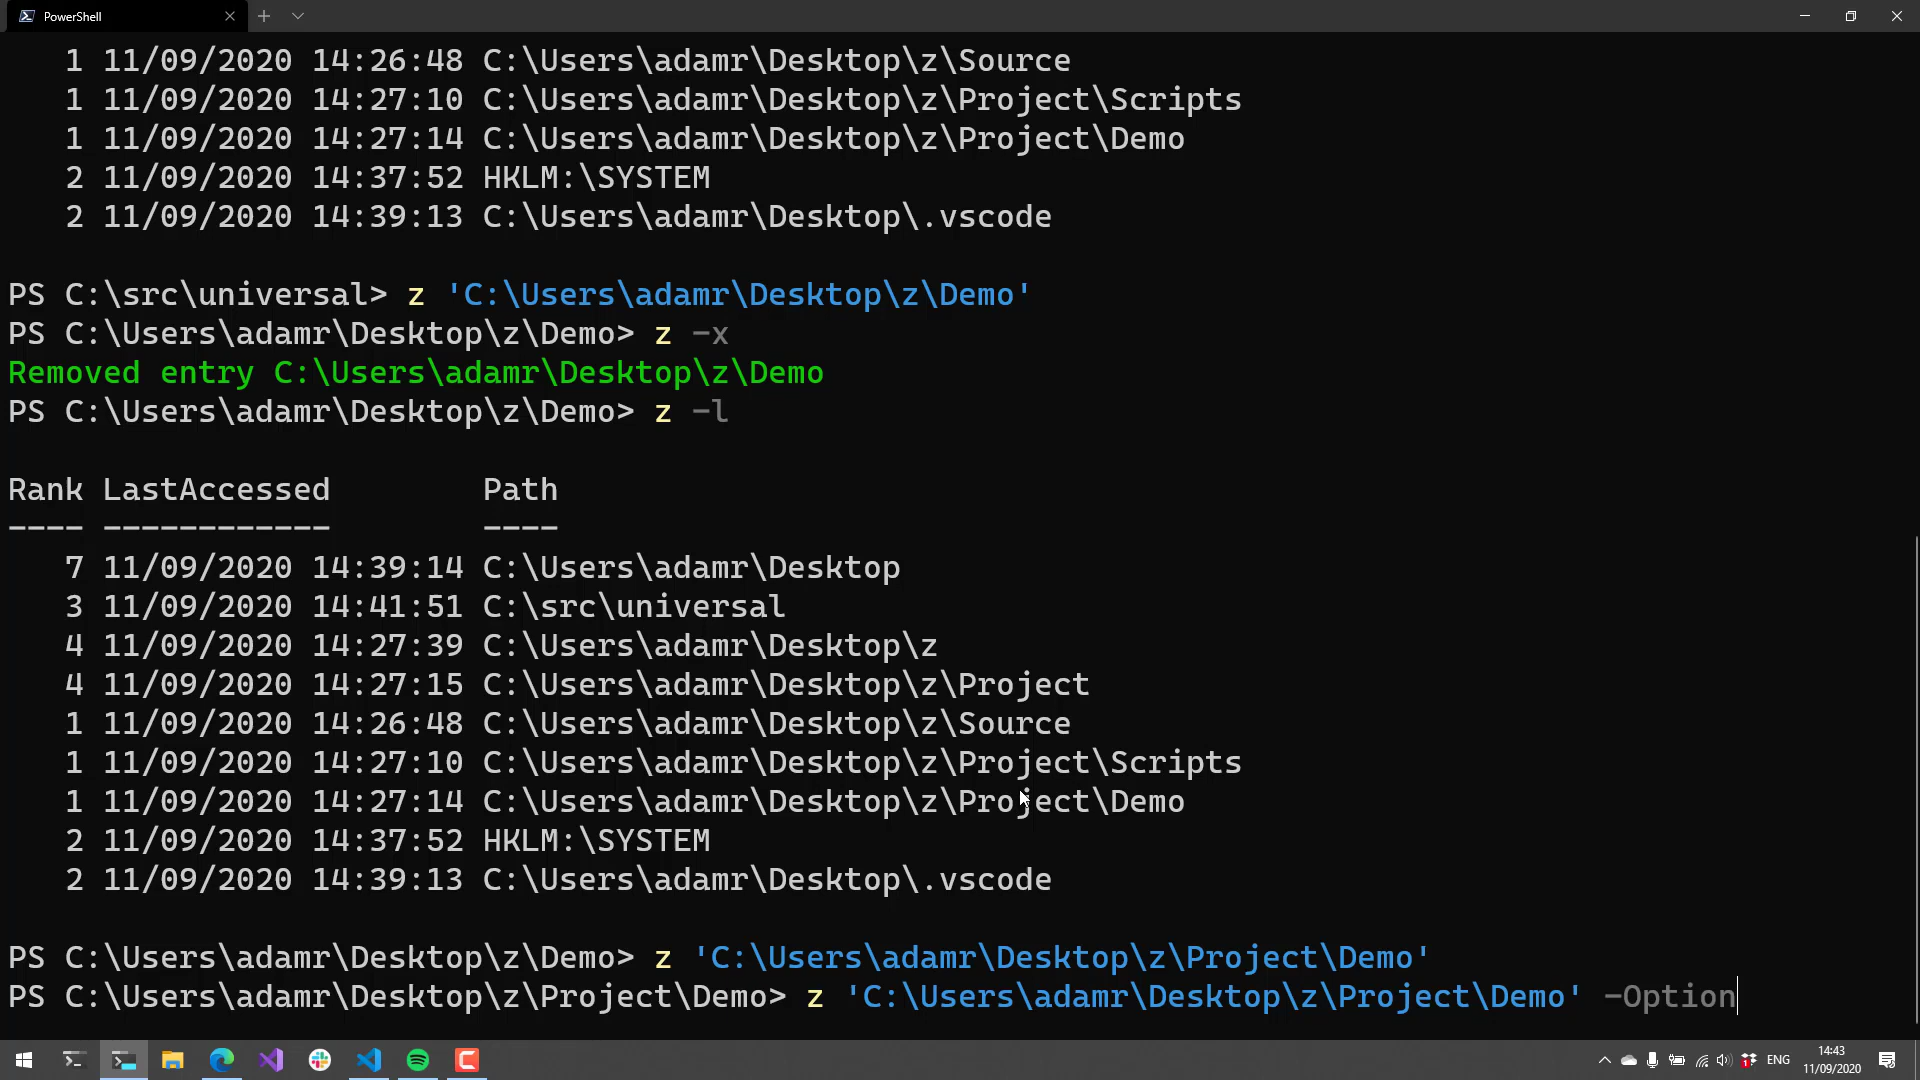 PowerShell
1 11/09/2020 14:26:48 C:\Users\adamr\Desktop\z\Source
1 11/09/2020 14:27:10 C:\Users\adamr\Desktop\z\Project\Scripts
1 11/09/2020 14:27:14 C:\Users\adamr\Desktop\z\Project\Demo
2 11/09/2020 14:37:52 HKLM:\SYSTEM
2 11/09/2020 14:39:13 C:\Users\adamr\Desktop\.vscode
PS C:\src\universal> z 'C:\Users\adamr\Desktop\z\Demo'
PS C:\Users\adamr\Desktop\z\Demo> z -x
Removed entry C:\Users\adamr\Desktop\z\Demo
PS C:\Users\adamr\Desktop\z\Demo> z -l
Rank LastAccessed Path
---- ------------ ----
7 11/09/2020 14:39:14 C:\Users\adamr\Desktop
3 11/09/2020 14:41:51 C:\src\universal
4 11/09/2020 14:27:39 C:\Users\adamr\Desktop\z
4 11/09/2020 14:27:15 C:\Users\adamr\Desktop\z\Project
1 11/09/2020 14:26:48 C:\Users\adamr\Desktop\z\Source
1 11/09/2020 14:27:10 C:\Users\adamr\Desktop\z\Project\Scripts
1 11/09/2020 14:27:14 C:\Users\adamr\Desktop\z\Project\Demo
2 11/09/2020 14:37:52 HKLM:\SYSTEM
2 11/09/2020 14:39:13 C:\Users\adamr\Desktop\.vscode
PS C:\Users\adamr\Desktop\z\Demo> z 'C:\Users\adamr\Desktop\z\Project\Demo'
PS C:\Users\adamr\Desktop\z\Project\Demo> z 'C:\Users\adamr\Desktop\z\Project\Demo' -Option
ENG
14:43
11/09/2020